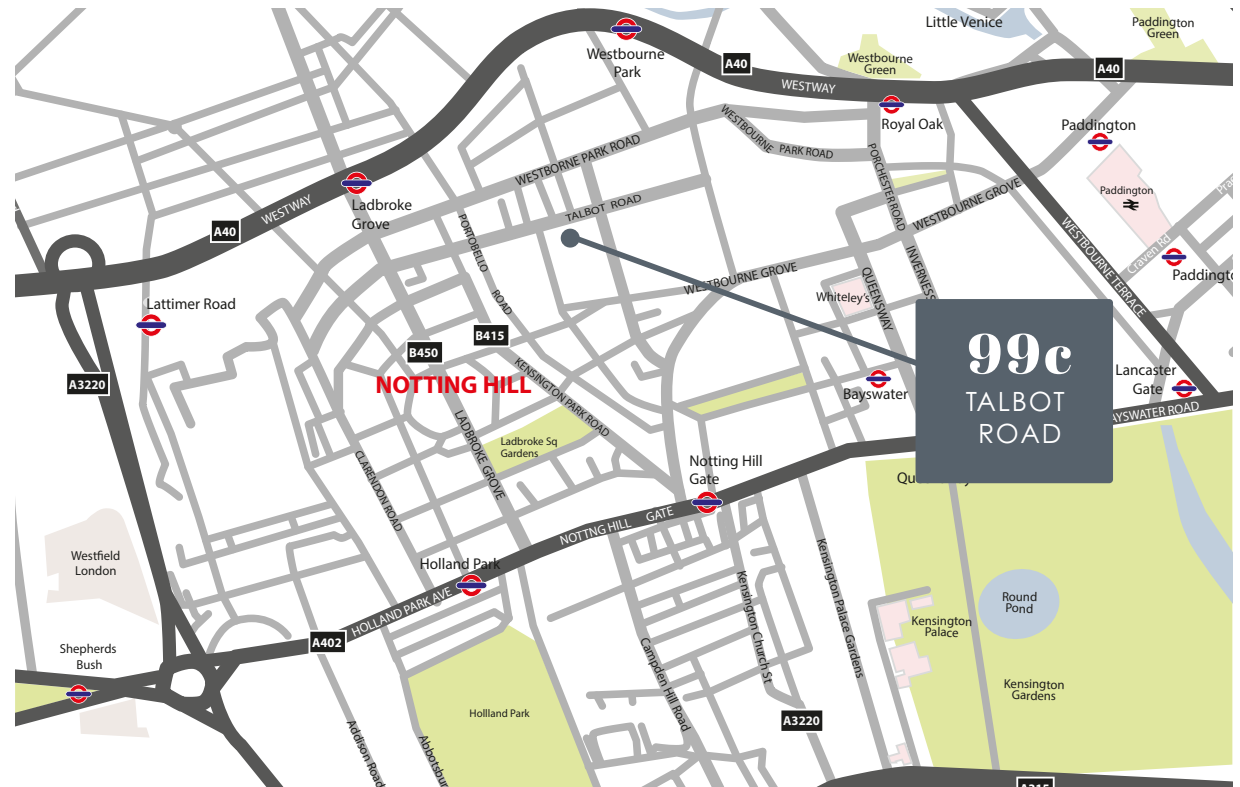 Little Venice
Paddington
Green
Westbourne
Park
A40
Westbourne
Green
A40
WESTWAY
Royal Oak
Paddington
WESTBOURNE
PARK ROAD
PORCHESTER ROAD
WESTBORNE PARK ROAD
Paddington
Ladbroke
Grove
WESTWAY
A40
TALBOT ROAD
PORTOBELLO
ROAD
WESTBOURNE GROVE
WESTBOURNE GROVE
WESTBOURNE TERRACE
Craven Rd
INVERNESS
QUEENSWAY
Whiteley's
Lattimer Road
B415
B450
A3220
NOTTING HILL
KENSINGTON PARK ROAD
99c
TALBOT
ROAD
Bayswater
Lancaster
Gate
AYSWATER ROAD
LADBROKE GROVE
Ladbroke Sq
Gardens
CLARENDON ROAD
Notting Hill
Gate
NOTTNG HILL GATE
Westfield
London
Holland Park
HOLLAND PARK AVE
A402
Kensington Church St
Kensington Palace Gardens
Round
Pond
Kensington
Palace
Shepherds
Bush
Campden Hill Road
Kensington
Gardens
Hollland Park
A3220
Addison Road